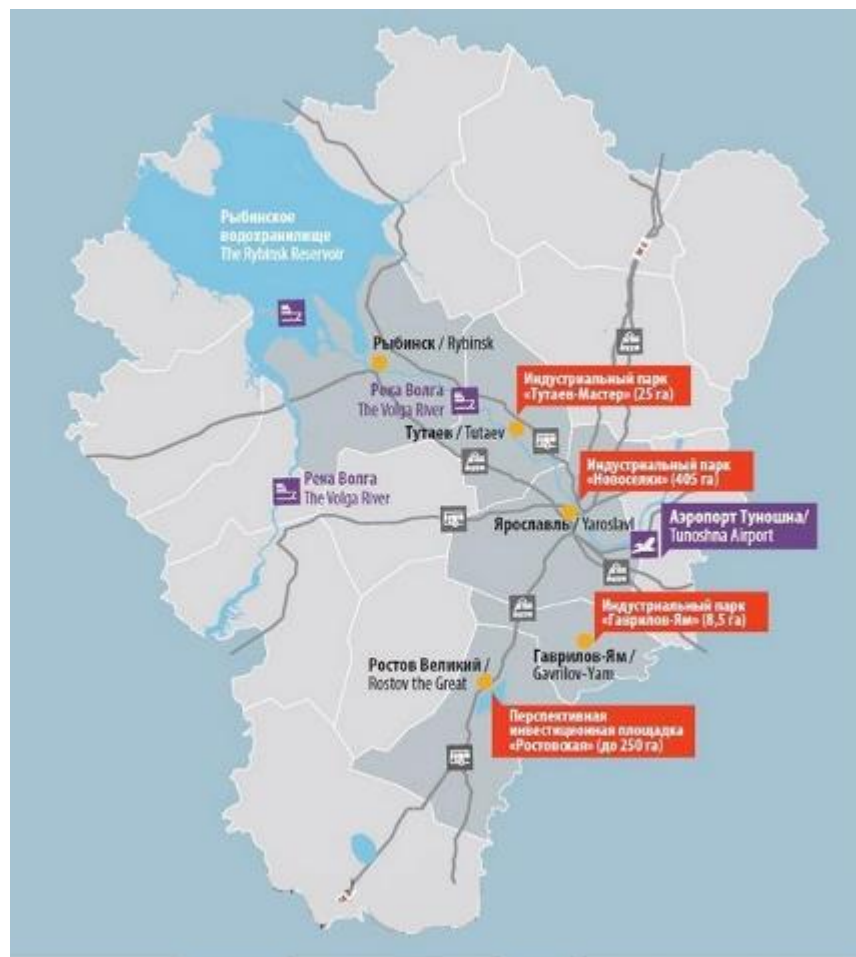 Рыбинское
водохранилище
The Rybinsk Reservoir
Рыбинск / Rybinsk
Река Волга
The Volga River
Индустриальный парк
«Тутаев-Мастер» (25 га)
Тутаев / Tutaev
Индустриальный парк
«Новоселки» (405 га)
Река Волга
The Volga River
Ярославль / Yaroslavl
Аэропорт Туношна/
Tunoshna Airport
Индустриальный парк
«Гаврилов-Ям» (8,5 га)
Гаврилов-Ям /
Gavrilov-Yam
Ростов Великий /
Rostov the Great
Перспективная
инвестиционная площадка
«Ростовская» (до 250 га)